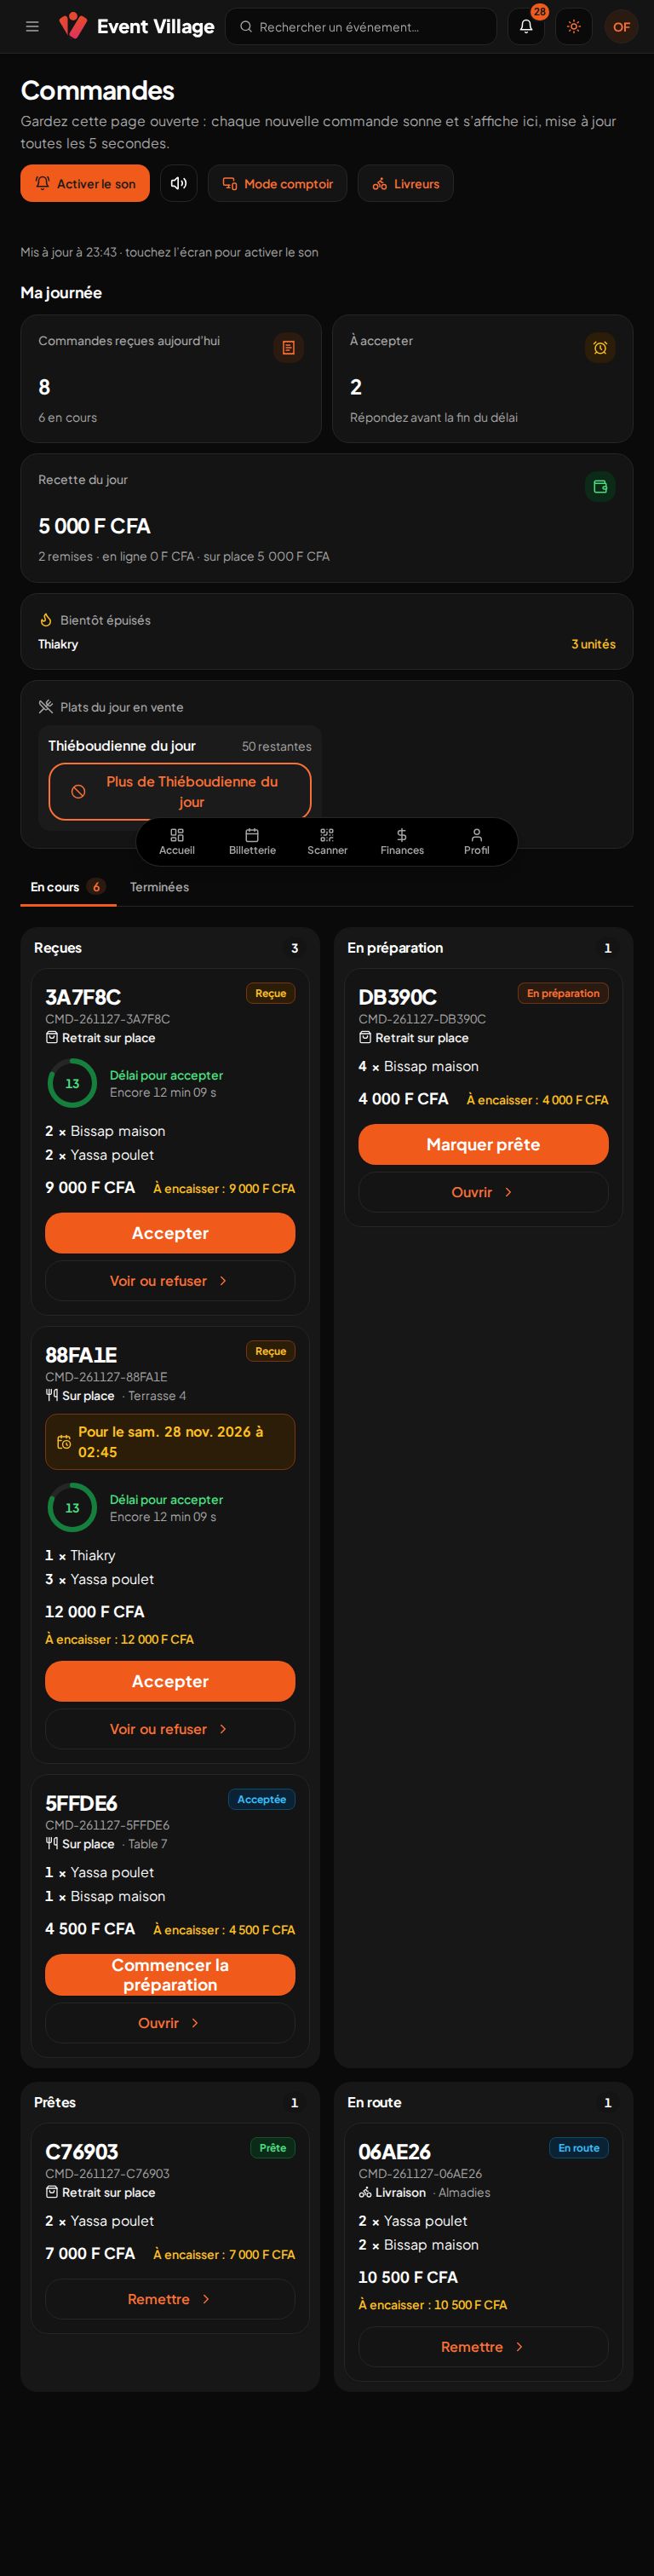 Event Village
Rechercher un événement...
28
OF
Commandes
Gardez cette page ouverte : chaque nouvelle commande sonne et s'affiche ici, mise à jour
toutes les 5 secondes.
Activer le son
Mode comptoir
Livreurs
Mis à jour à 23:43 · touchez l'écran pour activer le son
Ma journée
Commandes reçues aujourd'hui
8
6 en cours
À accepter
2
Répondez avant la fin du délai
Recette du jour
5 000 F CFA
2 remises · en ligne 0 F CFA · sur place 5 000 F CFA
Bientôt épuisés
Thiakry
3 unités
Plats du jour en vente
Thiéboudienne du jour
50 restantes
Plus de Thiéboudienne du
jour
Accueil
Billetterie
Scanner
Finances
Profil
En cours 6
Terminées
Reçues
3
3A7F8C
Reçue
CMD-261127-3A7F8C
Retrait sur place
13
Délai pour accepter
Encore 12 min 09 s
2 × Bissap maison
2 × Yassa poulet
9 000 F CFA
À encaisser : 9 000 F CFA
Accepter
Voir ou refuser
88FA1E
Reçue
CMD-261127-88FA1E
Sur place · Terrasse 4
Pour le sam. 28 nov. 2026 à
02:45
13
Délai pour accepter
Encore 12 min 09 s
1 × Thiakry
3 × Yassa poulet
12 000 F CFA
À encaisser : 12 000 F CFA
Accepter
Voir ou refuser
5FFDE6
Acceptée
CMD-261127-5FFDE6
Sur place · Table 7
1 × Yassa poulet
1 × Bissap maison
4 500 F CFA
À encaisser : 4 500 F CFA
Commencer la
préparation
Ouvrir
En préparation
1
DB390C
En préparation
CMD-261127-DB390C
Retrait sur place
4 × Bissap maison
4 000 F CFA
À encaisser : 4 000 F CFA
Marquer prête
Ouvrir
Prêtes
1
C76903
Prête
CMD-261127-C76903
Retrait sur place
2 × Yassa poulet
7 000 F CFA
À encaisser : 7 000 F CFA
Remettre
En route
1
06AE26
En route
CMD-261127-06AE26
Livraison · Almadies
2 × Yassa poulet
2 × Bissap maison
10 500 F CFA
À encaisser : 10 500 F CFA
Remettre